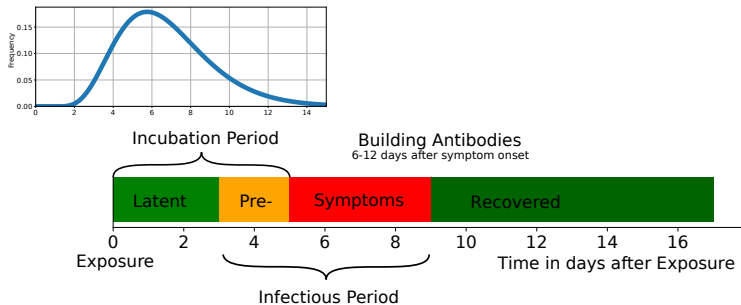 0.15
0.10
0.05
0.00
Frequency
0 2 4 6 8 10 12 14
Incubation Period
Building Antibodies
6-12 days after symptom onset
Latent Pre- Symptoms Recovered
0 2 4 6 8 10 12 14 16
Exposure
Time in days after Exposure
Infectious Period